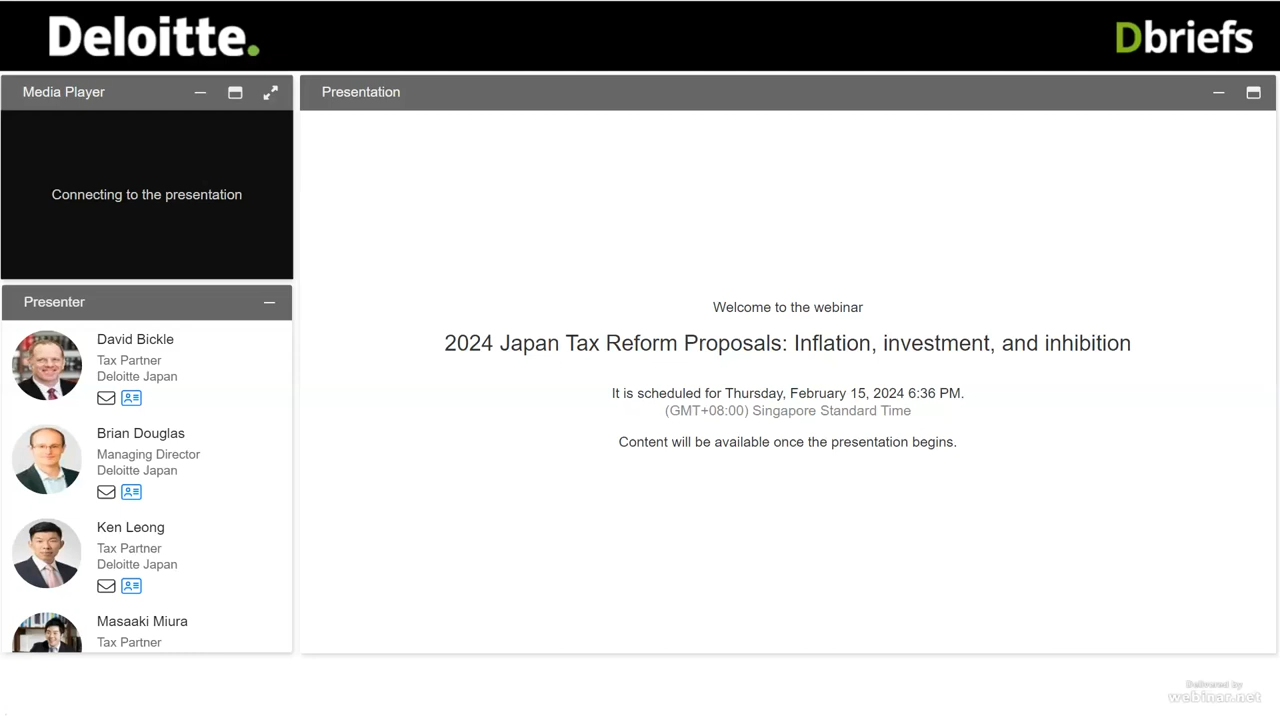 Deloitte.
Dbriefs
Media Player
Connecting to the presentation
Presenter
David Bickle
Tax Partner
Deloitte Japan
Brian Douglas
Managing Director
Deloitte Japan
Ken Leong
Tax Partner
Deloitte Japan
Masaaki Miura
Tax Partner
Presentation
Welcome to the webinar
2024 Japan Tax Reform Proposals: Inflation, investment, and inhibition
It is scheduled for Thursday, February 15, 2024 6:36 PM.
(GMT+08:00) Singapore Standard Time
Content will be available once the presentation begins.
Delivered by
webinar.net